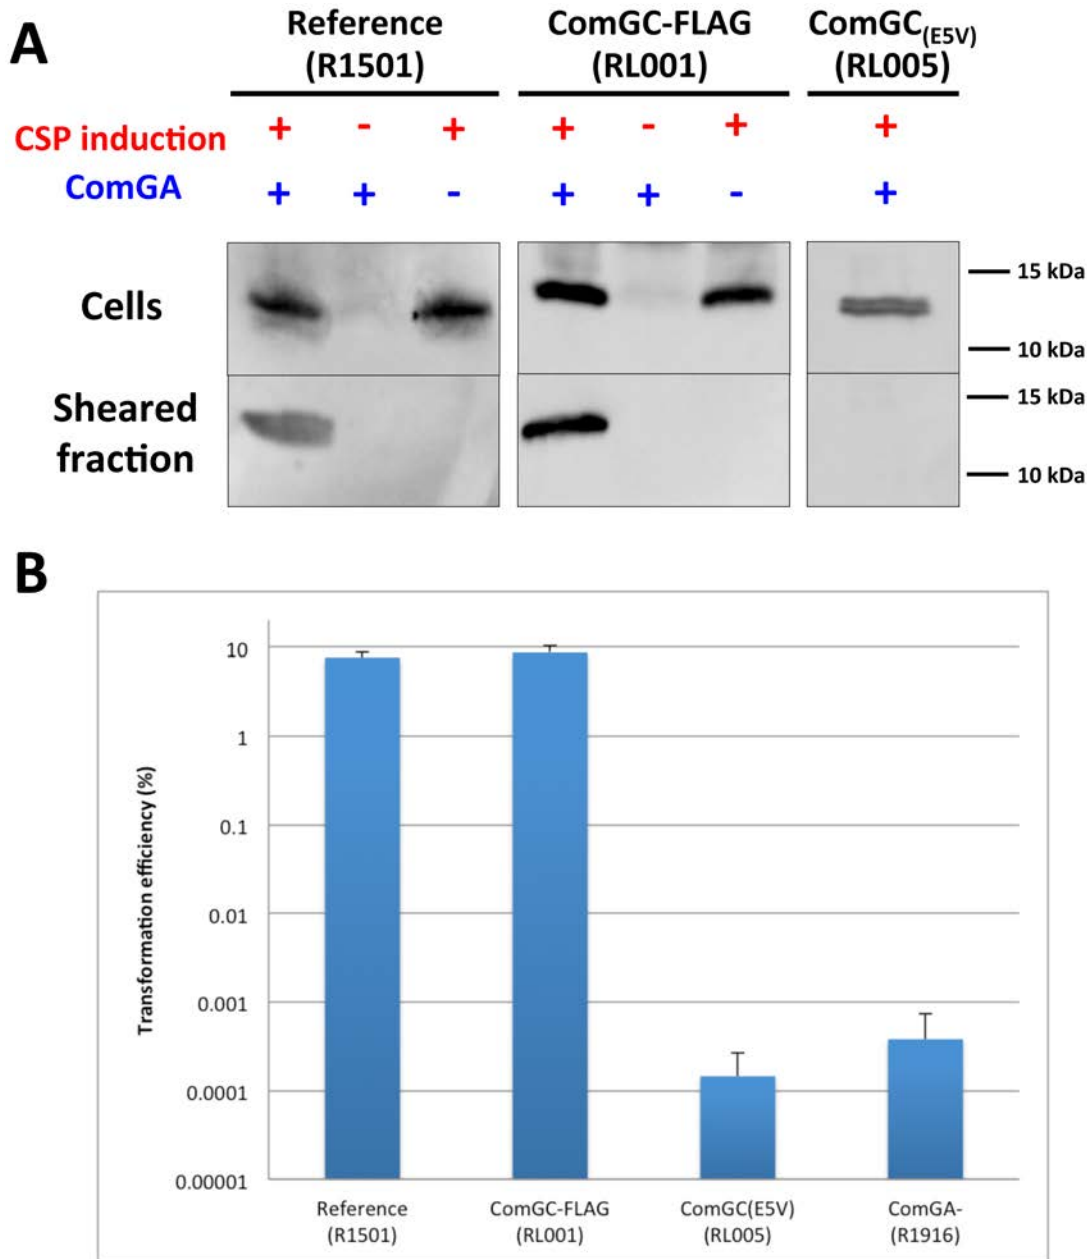 A
Reference
(R1501)
ComGC-FLAG
(RL001)
ComGC(E5V)
(RL005)
CSP induction + - + + - + +
ComGA + + - + + - +
Cells
15 kDa
10 kDa
Sheared
fraction
15 kDa
10 kDa
B
Transformation efficiency (%)
10
1
0.1
0.01
0.001
0.0001
0.00001
Reference
(R1501)
ComGC-FLAG
(RL001)
ComGC(E5V)
(RL005)
ComGA-
(R1916)